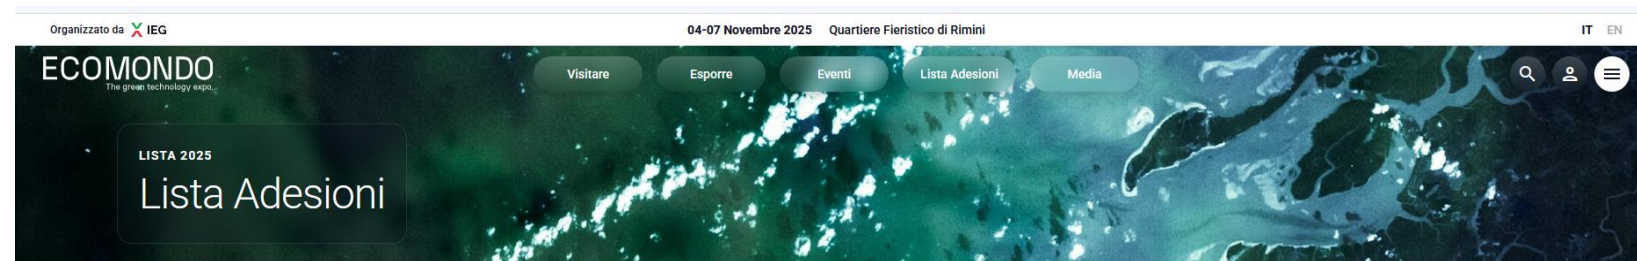 Organizzato da IEG
04-07 Novembre 2025 Quartiere Fieristico di Rimini
IT EN
ECOMONDO
The green technology expo.
Visitare Esporre Eventi Lista Adesioni Media
LISTA 2025
Lista Adesioni